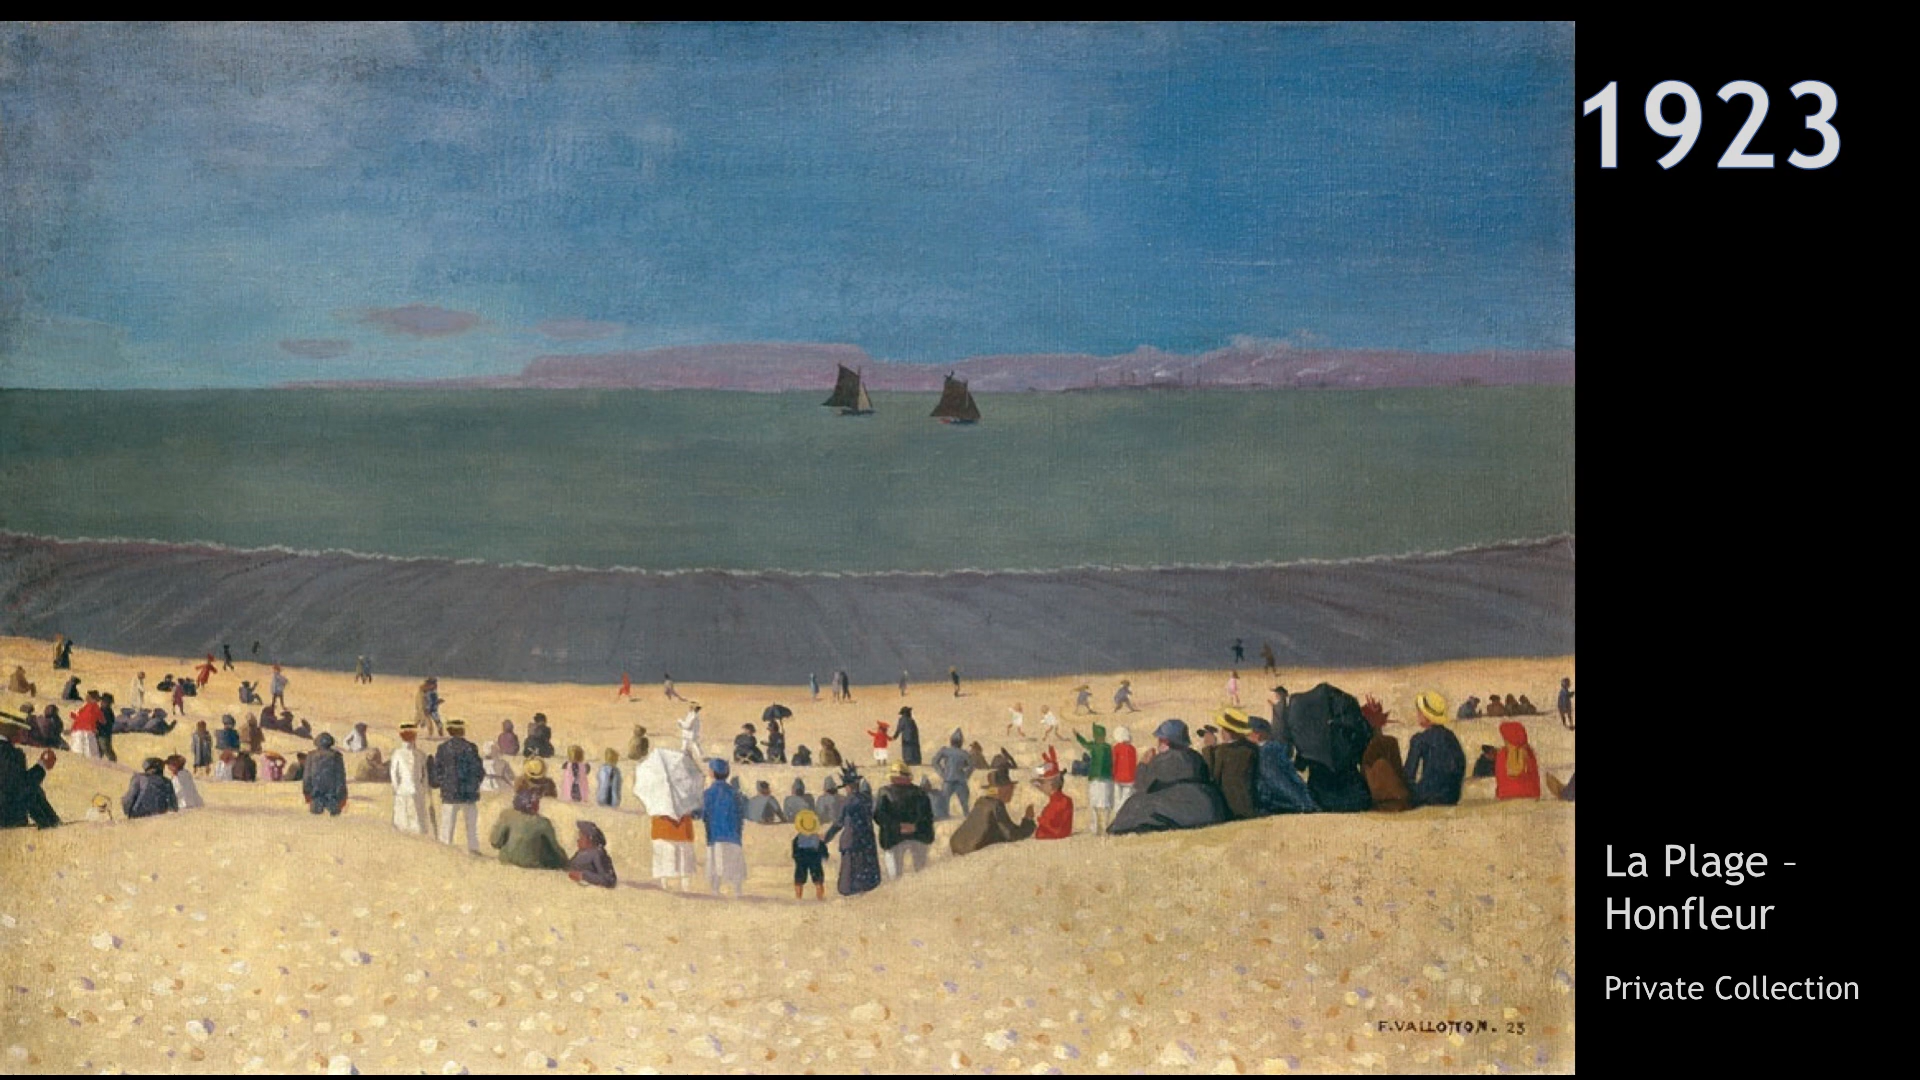 1923
La Plage –
Honfleur
Private Collection
F. VALLOTTON. 23